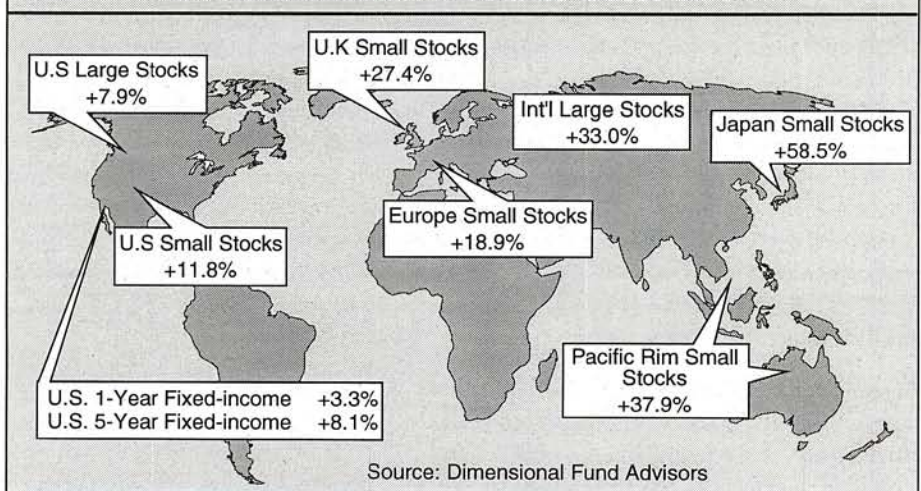 U.S Large Stocks
+7.9%
U.K Small Stocks
+27.4%
Int'l Large Stocks
+33.0%
Japan Small Stocks
+58.5%
U.S Small Stocks
+11.8%
Europe Small Stocks
+18.9%
Pacific Rim Small
Stocks
+37.9%
U.S. 1-Year Fixed-income +3.3%
U.S. 5-Year Fixed-income +8.1%
Source: Dimensional Fund Advisors